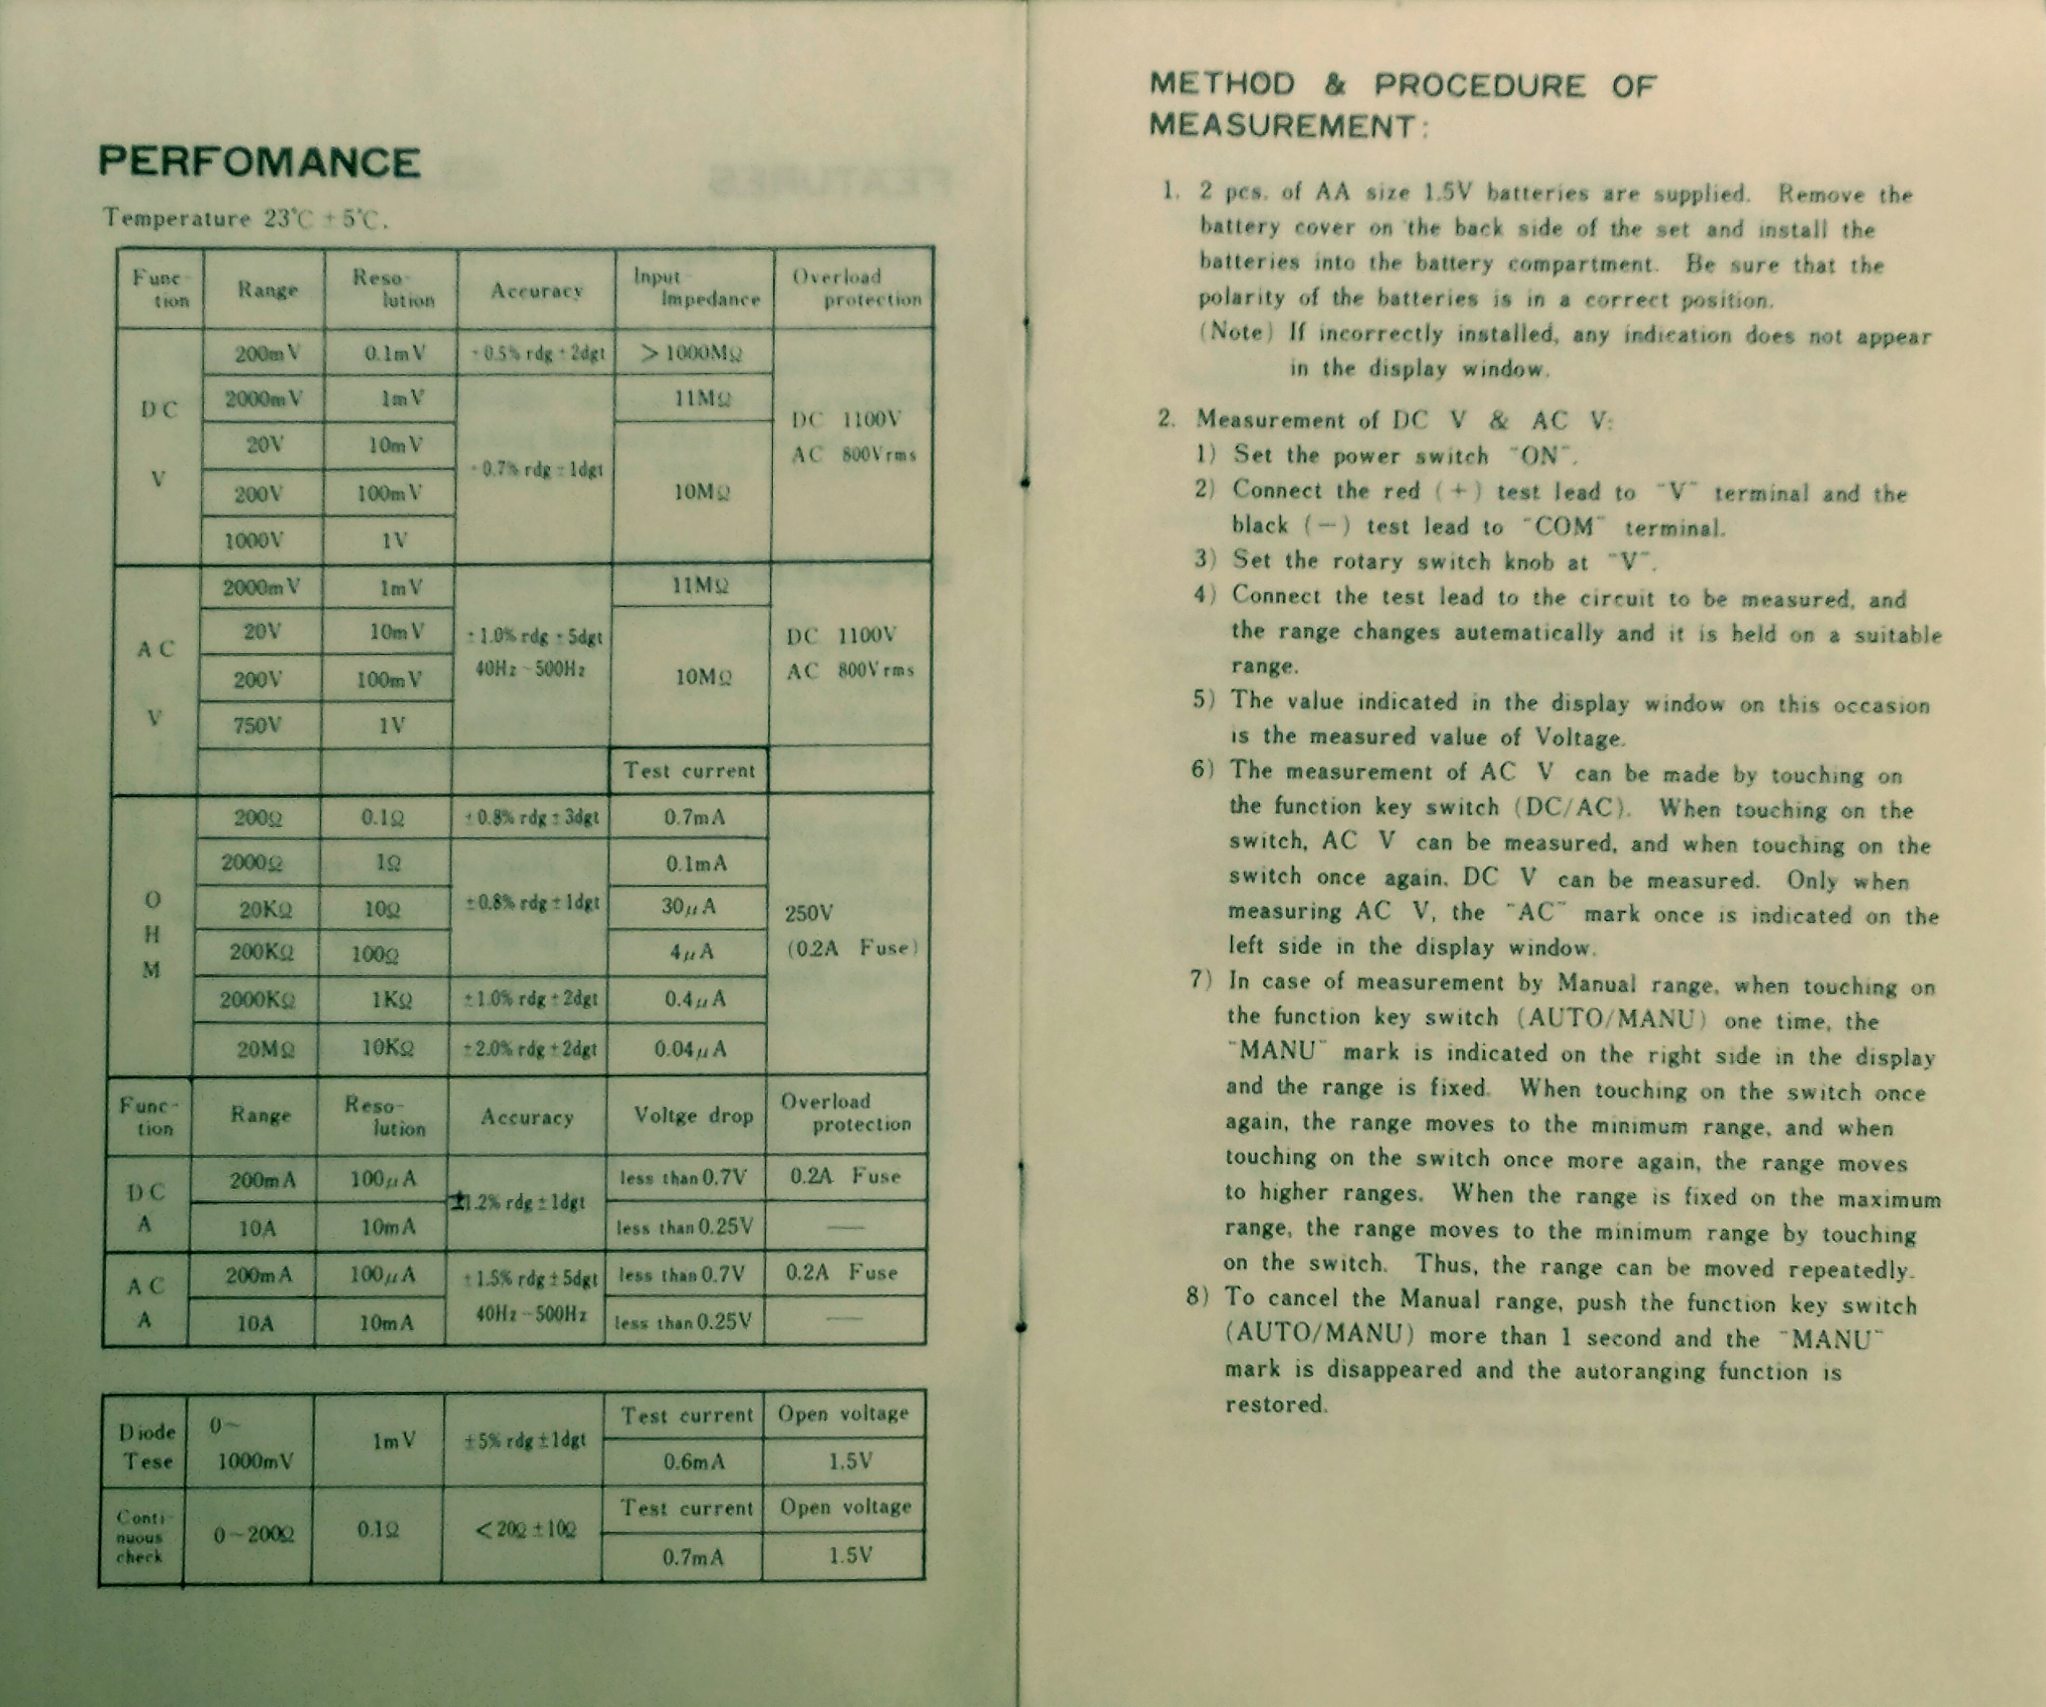 PERFOMANCE
Temperature 23℃ ±5℃.
Func- tion Range Reso- lution Accuracy Input Impedance Overload protection
DC V 200mV 0.1mV ±0.5% rdg ±2dgt >1000MΩ DC 1100V AC 800Vrms
2000mV 1mV ±0.7% rdg ±1dgt 11MΩ
20V 10mV 10MΩ
200V 100mV
1000V 1V
AC V 2000mV 1mV ±1.0% rdg ±5dgt 40Hz~500Hz 11MΩ DC 1100V AC 800Vrms
20V 10mV 10MΩ
200V 100mV
750V 1V
Test current
OHM 200Ω 0.1Ω ±0.8% rdg ±3dgt 0.7mA 250V (0.2A Fuse)
2000Ω 1Ω ±0.8% rdg ±1dgt 0.1mA
20KΩ 10Ω 30μA
200KΩ 100Ω 4μA
2000KΩ 1KΩ ±1.0% rdg ±2dgt 0.4μA
20MΩ 10KΩ ±2.0% rdg ±2dgt 0.04μA
Func- tion Range Reso- lution Accuracy Voltge drop Overload protection
DC A 200mA 100μA ±1.2% rdg ±1dgt less than 0.7V 0.2A Fuse
10A 10mA less than 0.25V —
AC A 200mA 100μA ±1.5% rdg ±5dgt 40Hz~500Hz less than 0.7V 0.2A Fuse
10A 10mA less than 0.25V —
Diode Tese 0~ 1000mV 1mV ±5% rdg ±1dgt Test current Open voltage
0.6mA 1.5V
Conti- nuous check 0~200Ω 0.1Ω <20Ω ±10Ω Test current Open voltage
0.7mA 1.5V
METHOD & PROCEDURE OF
MEASUREMENT:
1. 2 pcs. of AA size 1.5V batteries are supplied. Remove the
battery cover on the back side of the set and install the
batteries into the battery compartment. Be sure that the
polarity of the batteries is in a correct position.
(Note) If incorrectly installed, any indication does not appear
in the display window.
2. Measurement of DC V & AC V:
1) Set the power switch "ON".
2) Connect the red (+) test lead to "V" terminal and the
black (−) test lead to "COM" terminal.
3) Set the rotary switch knob at "V".
4) Connect the test lead to the circuit to be measured, and
the range changes autematically and it is held on a suitable
range.
5) The value indicated in the display window on this occasion
is the measured value of Voltage.
6) The measurement of AC V can be made by touching on
the function key switch (DC/AC). When touching on the
switch, AC V can be measured, and when touching on the
switch once again, DC V can be measured. Only when
measuring AC V, the "AC" mark once is indicated on the
left side in the display window.
7) In case of measurement by Manual range, when touching on
the function key switch (AUTO/MANU) one time, the
"MANU" mark is indicated on the right side in the display
and the range is fixed. When touching on the switch once
again, the range moves to the minimum range, and when
touching on the switch once more again, the range moves
to higher ranges. When the range is fixed on the maximum
range, the range moves to the minimum range by touching
on the switch. Thus, the range can be moved repeatedly.
8) To cancel the Manual range, push the function key switch
(AUTO/MANU) more than 1 second and the "MANU"
mark is disappeared and the autoranging function is
restored.